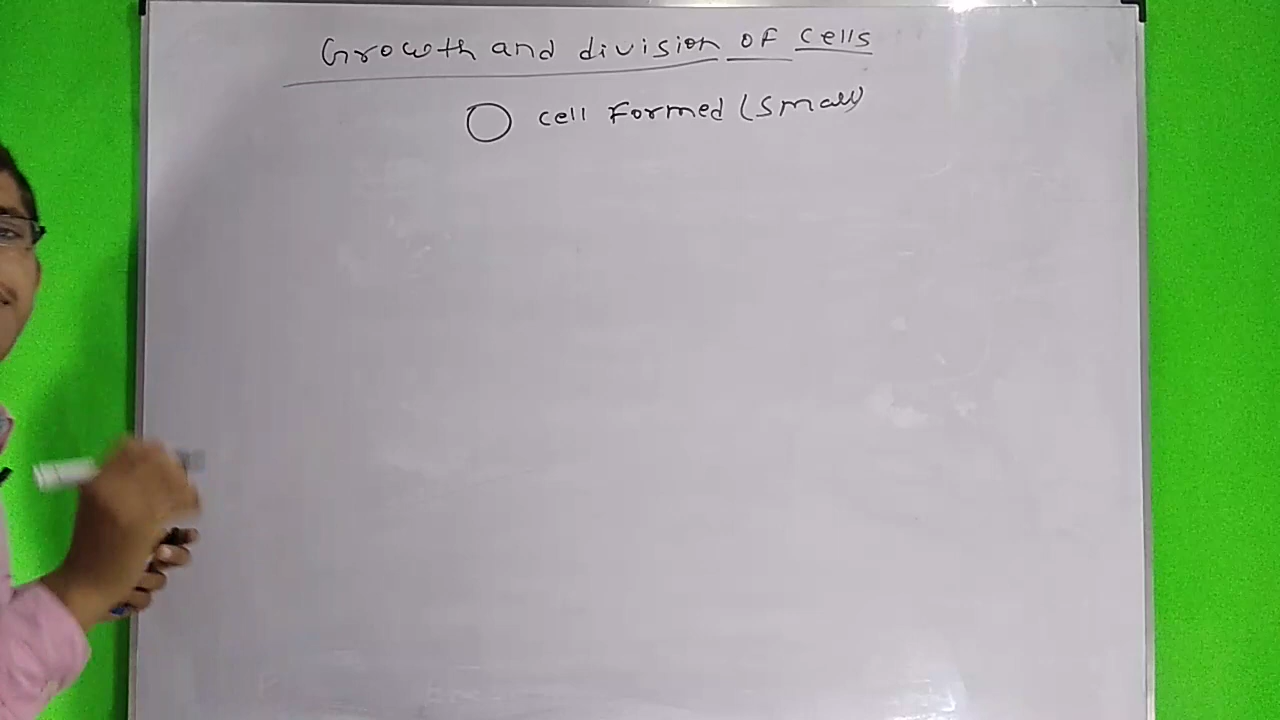 Growth and division of cells
cell formed (small)